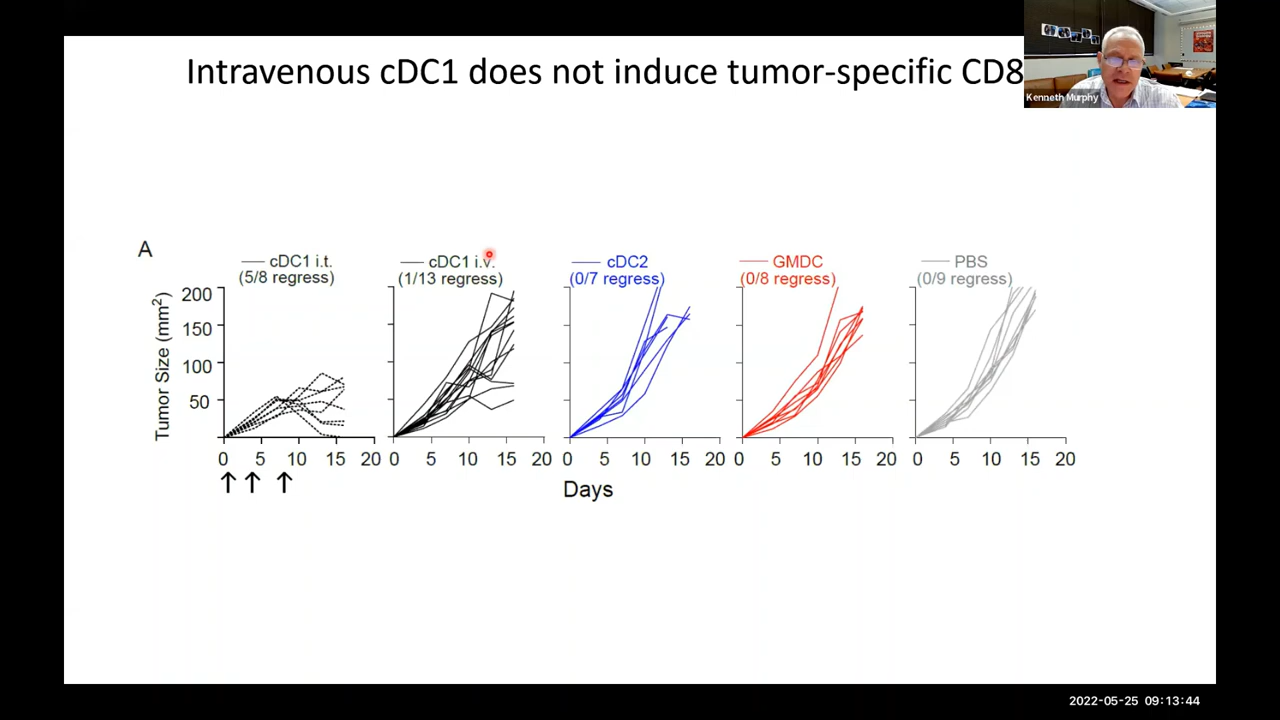 Intravenous cDC1 does not induce tumor-specific CD8
Kenneth Murphy
A
cDC1 i.t.
(5/8 regress)
cDC1 i.v.
(1/13 regress)
cDC2
(0/7 regress)
GMDC
(0/8 regress)
PBS
(0/9 regress)
Tumor Size (mm²)
200
150
100
50
0 5 10 15 20
0 5 10 15 20
0 5 10 15 20
0 5 10 15 20
0 5 10 15 20
↑ ↑ ↑
Days
2022-05-25 09:13:44